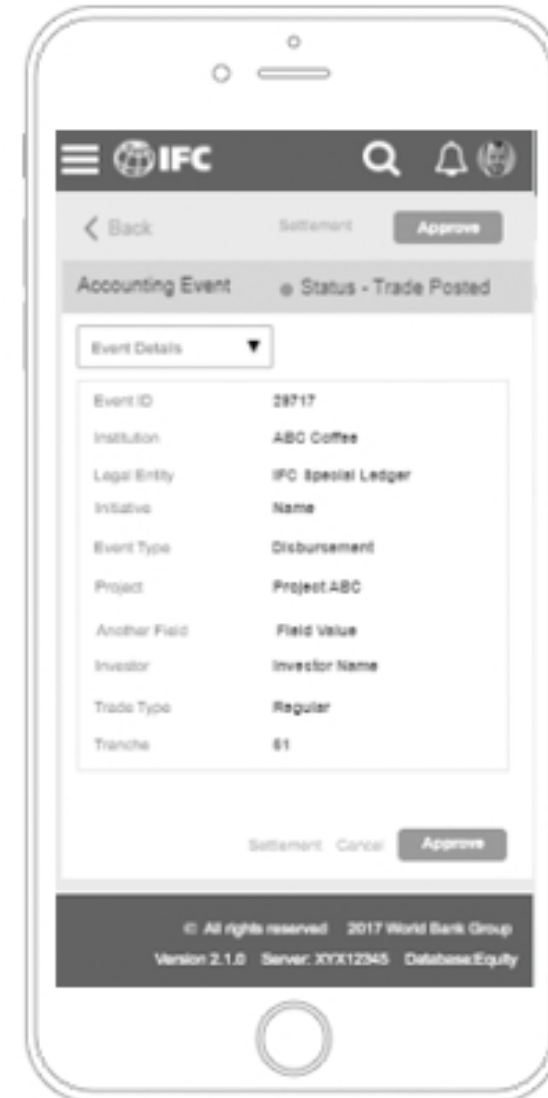 IFC
Back Settlement Approve
Accounting Event Status - Trade Posted
Event Details
Event ID 29717
Institution ABC Coffee
Legal Entity IFC Special Ledger
Initiative Name
Event Type Disbursement
Project Project ABC
Another Field Field Value
Investor Investor Name
Trade Type Regular
Tranche 51
Settlement Cancel Approve
© All rights reserved 2017 World Bank Group
Version 2.1.0 Server: XYX12345 Database:Equity